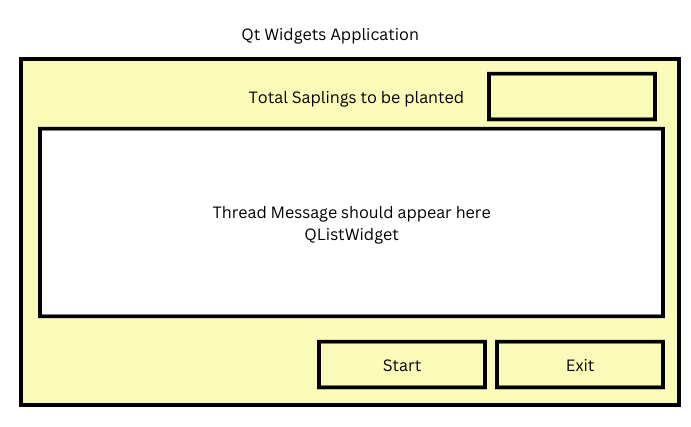 Qt Widgets Application
Total Saplings to be planted
Thread Message should appear here
QListWidget
Start
Exit